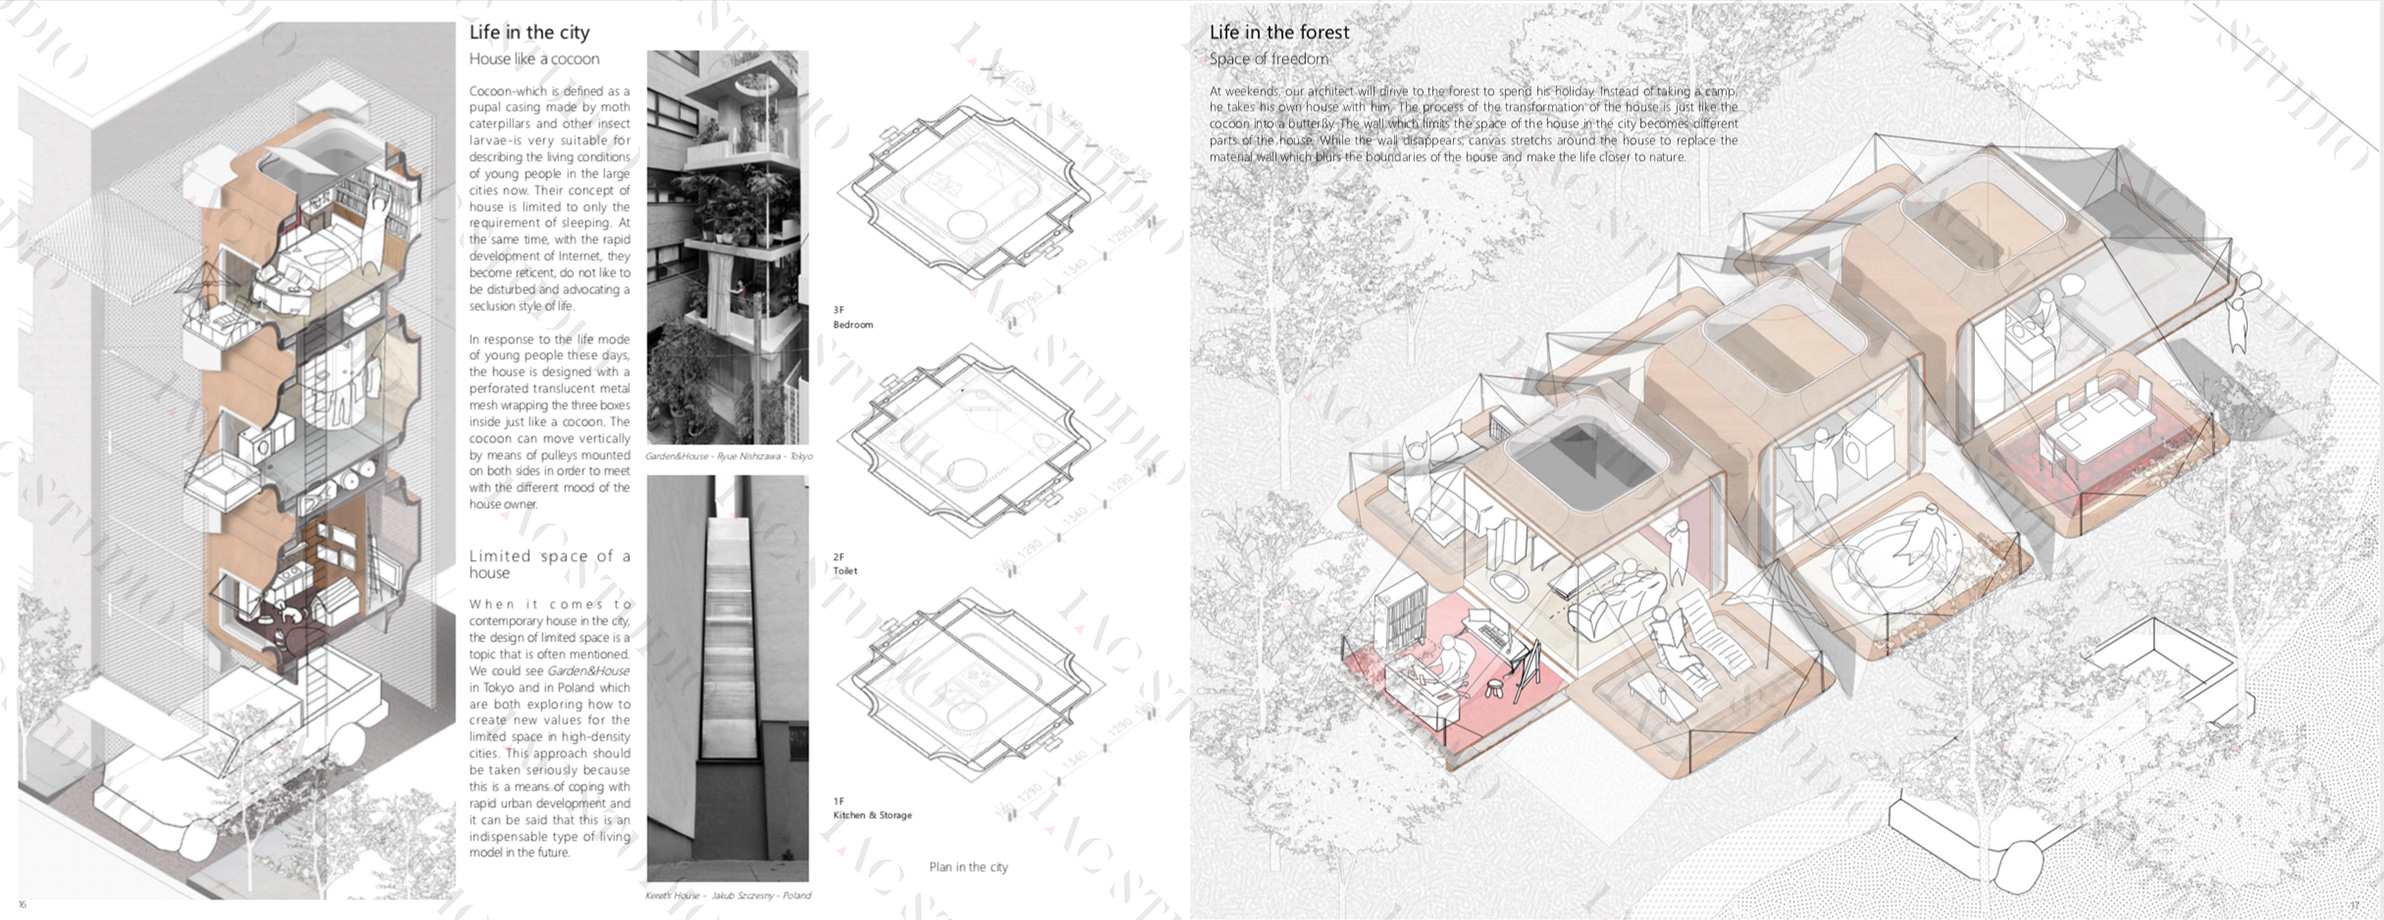 Life in the city
House like a cocoon
Cocoon-which is defined as a
pupal casing made by moth
caterpillars and other insect
larvae-is very suitable for
describing the living conditions
of young people in the large
cities now. Their concept of
house is limited to only the
requirement of sleeping. At
the same time, with the rapid
development of Internet, they
become reticent, do not like to
be disturbed and advocating a
seclusion style of life.
In response to the life mode
of young people these days,
the house is designed with a
perforated translucent metal
mesh wrapping the three boxes
inside just like a cocoon. The
cocoon can move vertically
by means of pulleys mounted
on both sides in order to meet
with the different mood of the
house owner.
Limited space of a
house
When it comes to
contemporary house in the city,
the design of limited space is a
topic that is often mentioned.
We could see Garden&House
in Tokyo and in Poland which
are both exploring how to
create new values for the
limited space in high-density
cities. This approach should
be taken seriously because
this is a means of coping with
rapid urban development and
it can be said that this is an
indispensable type of living
model in the future.
Garden&House - Ryue Nishizawa - Tokyo
Keret's House - Jakub Szczesny - Poland
1080
1540
1080
450
1290
1340
1290
3F
Bedroom
1290
1340
1290
2F
Toilet
1290
1340
1290
1F
Kitchen & Storage
Plan in the city
16
Life in the forest
Space of freedom
At weekends, our architect will dirive to the forest to spend his holiday. Instead of taking a camp,
he takes his own house with him. The process of the transformation of the house is just like the
cocoon into a butterßy. The wall which limits the space of the house in the city becomes different
parts of the house. While the wall disappears, canvas stretchs around the house to replace the
material wall which blurs the boundaries of the house and make the life closer to nature.
17
STUDIO